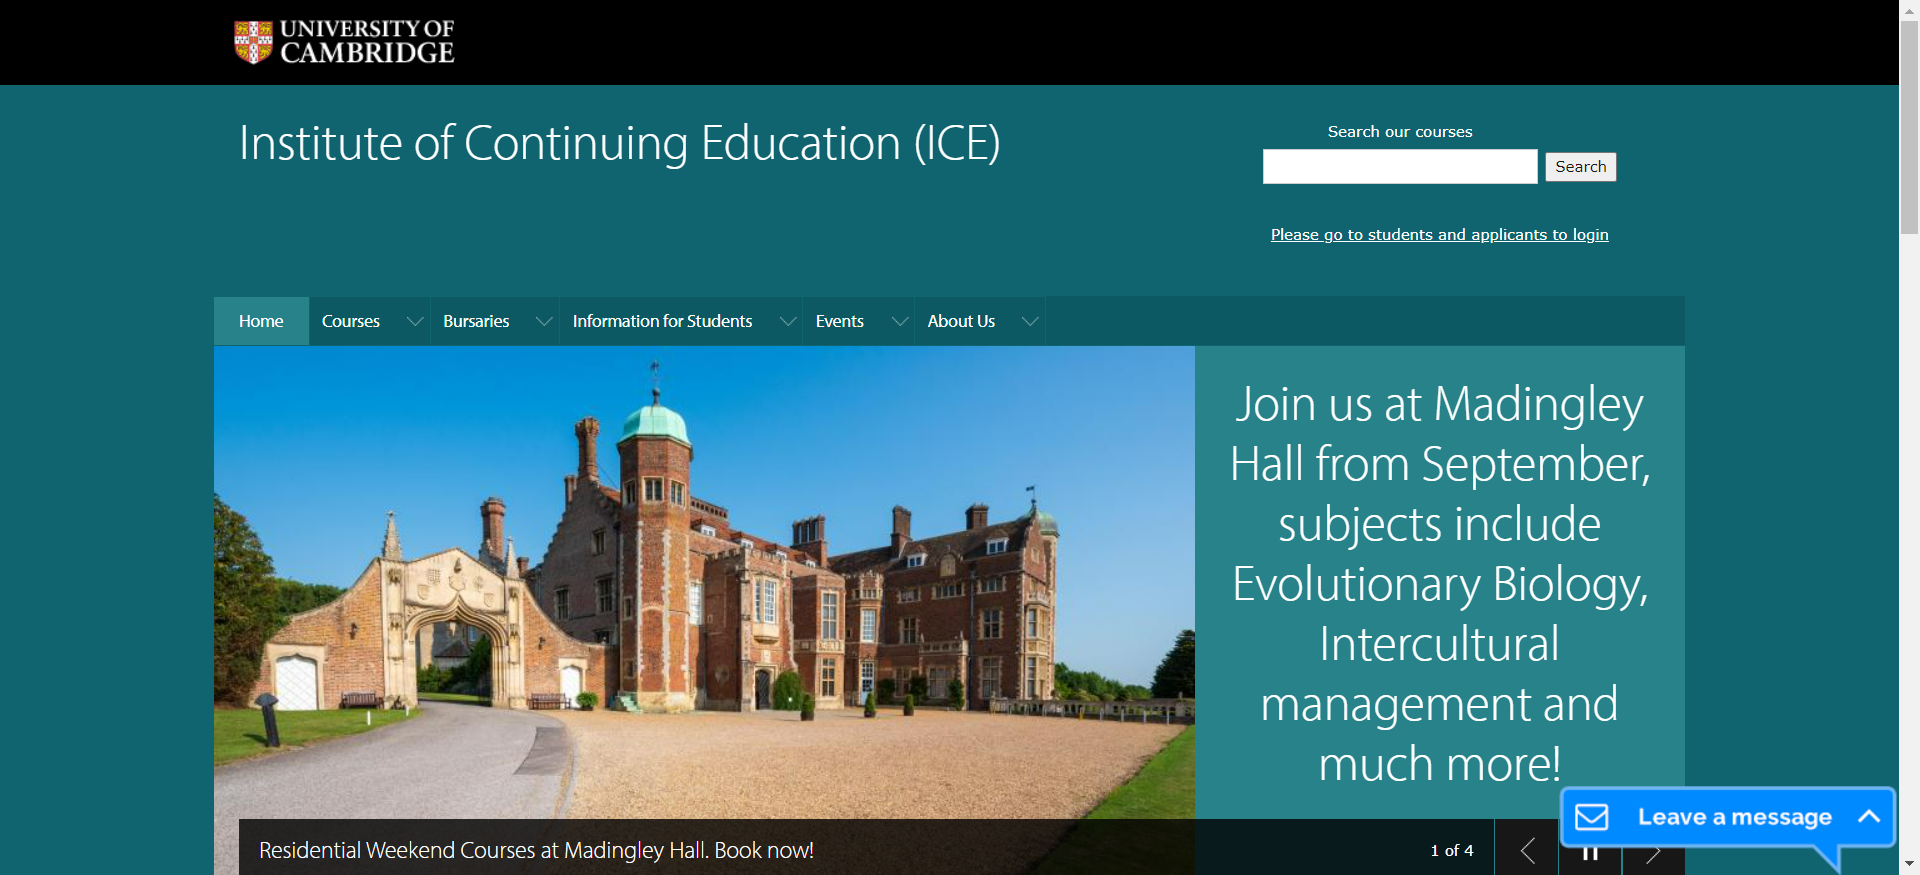 UNIVERSITY OF
CAMBRIDGE
Institute of Continuing Education (ICE)
Search our courses
Search
Please go to students and applicants to login
Home
Courses
Bursaries
Information for Students
Events
About Us
Join us at Madingley
Hall from September,
subjects include
Evolutionary Biology,
Intercultural
management and
much more!
Residential Weekend Courses at Madingley Hall. Book now!
1 of 4
Leave a message